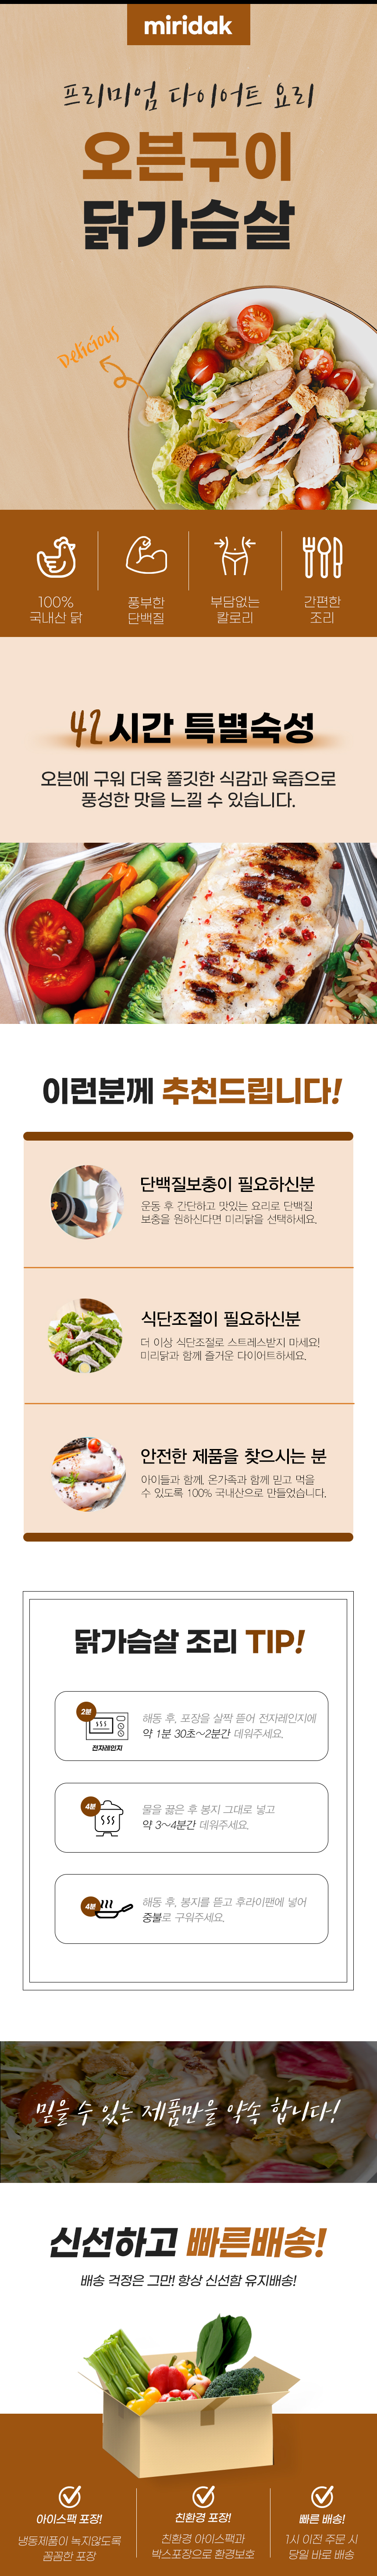 miridak
프리미엄 다이어트 요리
오븐구이
닭가슴살
Delicious
100%
국내산 닭
풍부한
단백질
부담없는
칼로리
간편한
조리
42시간 특별숙성
오븐에 구워 더욱 쫄깃한 식감과 육즙으로
풍성한 맛을 느낄 수 있습니다.
이런분께 추천드립니다!
단백질보충이 필요하신분
운동 후 간단하고 맛있는 요리로 단백질
보충을 원하신다면 미리닭을 선택하세요.
식단조절이 필요하신분
더 이상 식단조절로 스트레스받지 마세요!
미리닭과 함께 즐거운 다이어트하세요.
안전한 제품을 찾으시는 분
아이들과 함께, 온가족과 함께 믿고 먹을
수 있도록 100% 국내산으로 만들었습니다.
닭가슴살 조리 TIP!
2분
전자레인지
해동 후, 포장을 살짝 뜯어 전자레인지에
약 1분 30초~2분간 데워주세요.
4분
물을 끓은 후 봉지 그대로 넣고
약 3~4분간 데워주세요.
4분
해동 후, 봉지를 뜯고 후라이팬에 넣어
중불로 구워주세요.
믿을 수 있는 제품만을 약속 합니다!
신선하고 빠른배송!
배송 걱정은 그만! 항상 신선함 유지배송!
아이스팩 포장!
냉동제품이 녹지않도록
꼼꼼한 포장
친환경 포장!
친환경 아이스팩과
박스포장으로 환경보호
빠른 배송!
1시 이전 주문 시
당일 바로 배송